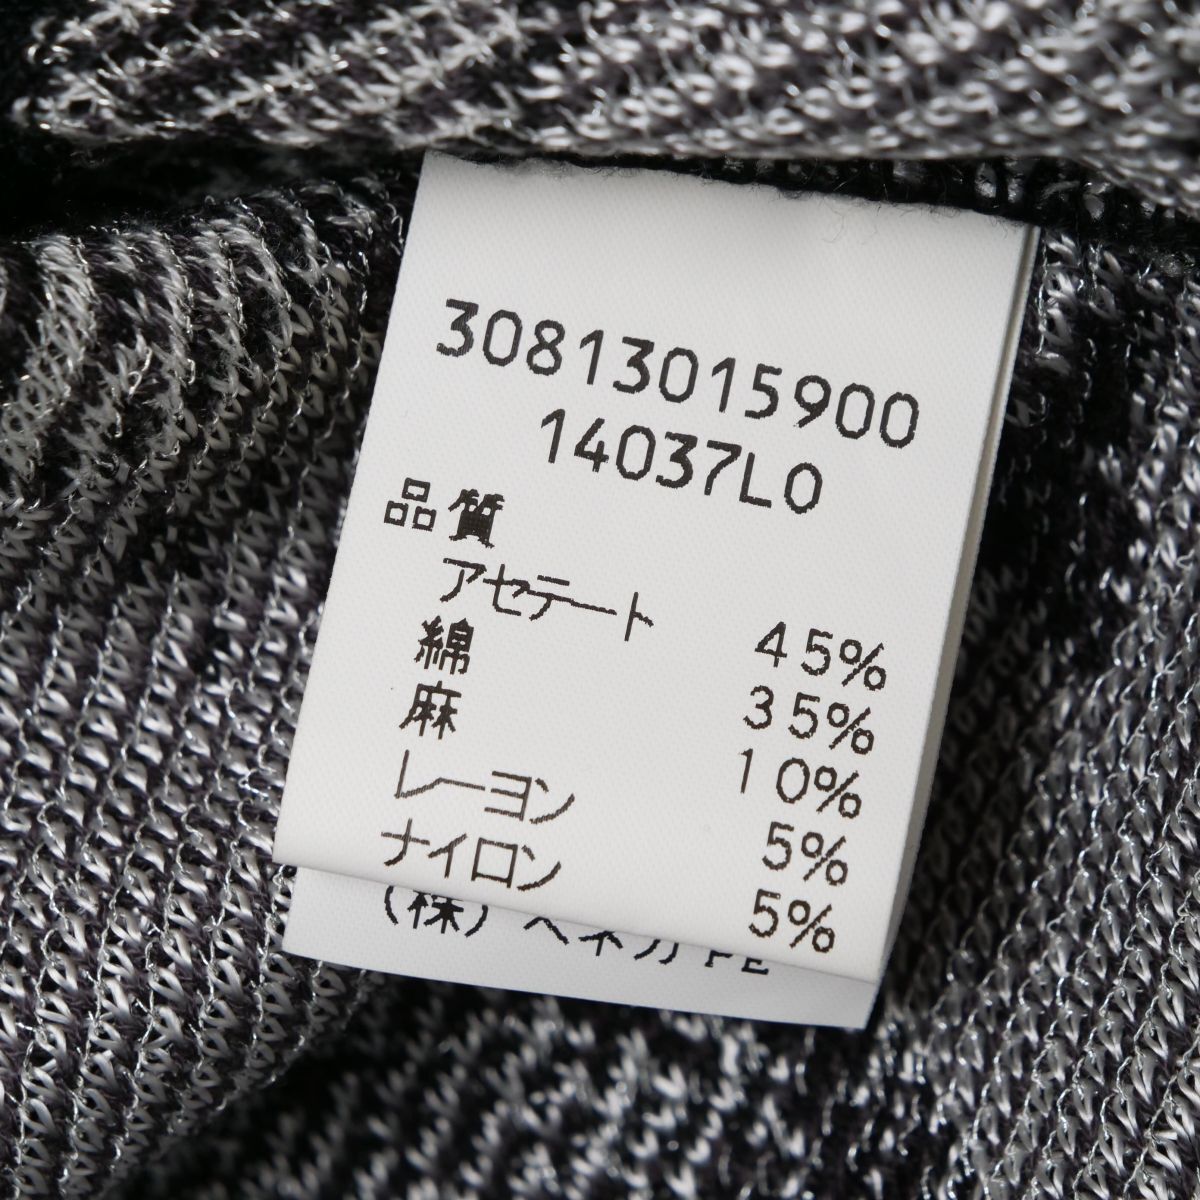 30813015900
14037L0
品質
アセテート 45%
綿 35%
麻 10%
レーヨン 5%
ナイロン 5%
(株)